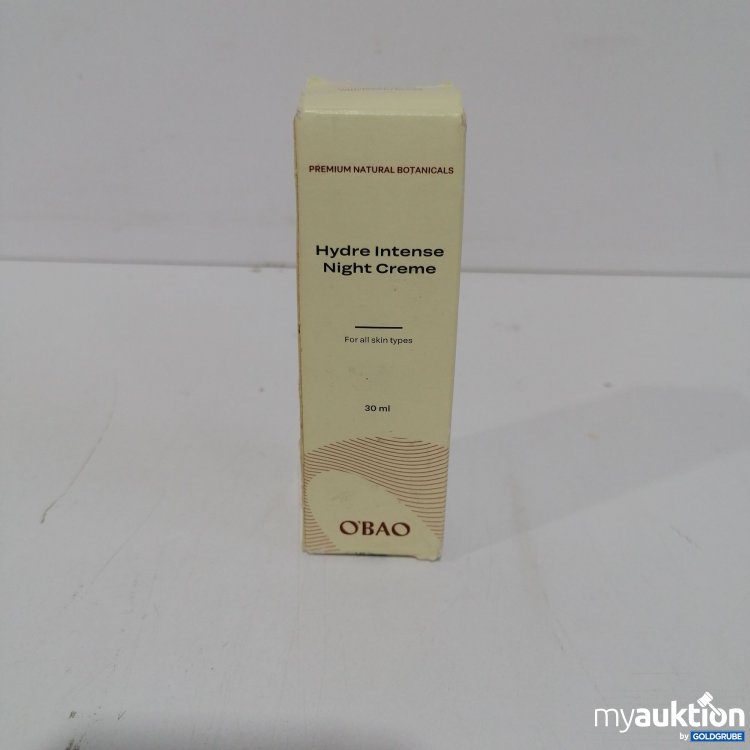 PREMIUM NATURAL BOTANICALS
Hydre Intense
Night Creme
For all skin types
30 ml
O'BAO
myauktion
by GOLDGRUBE